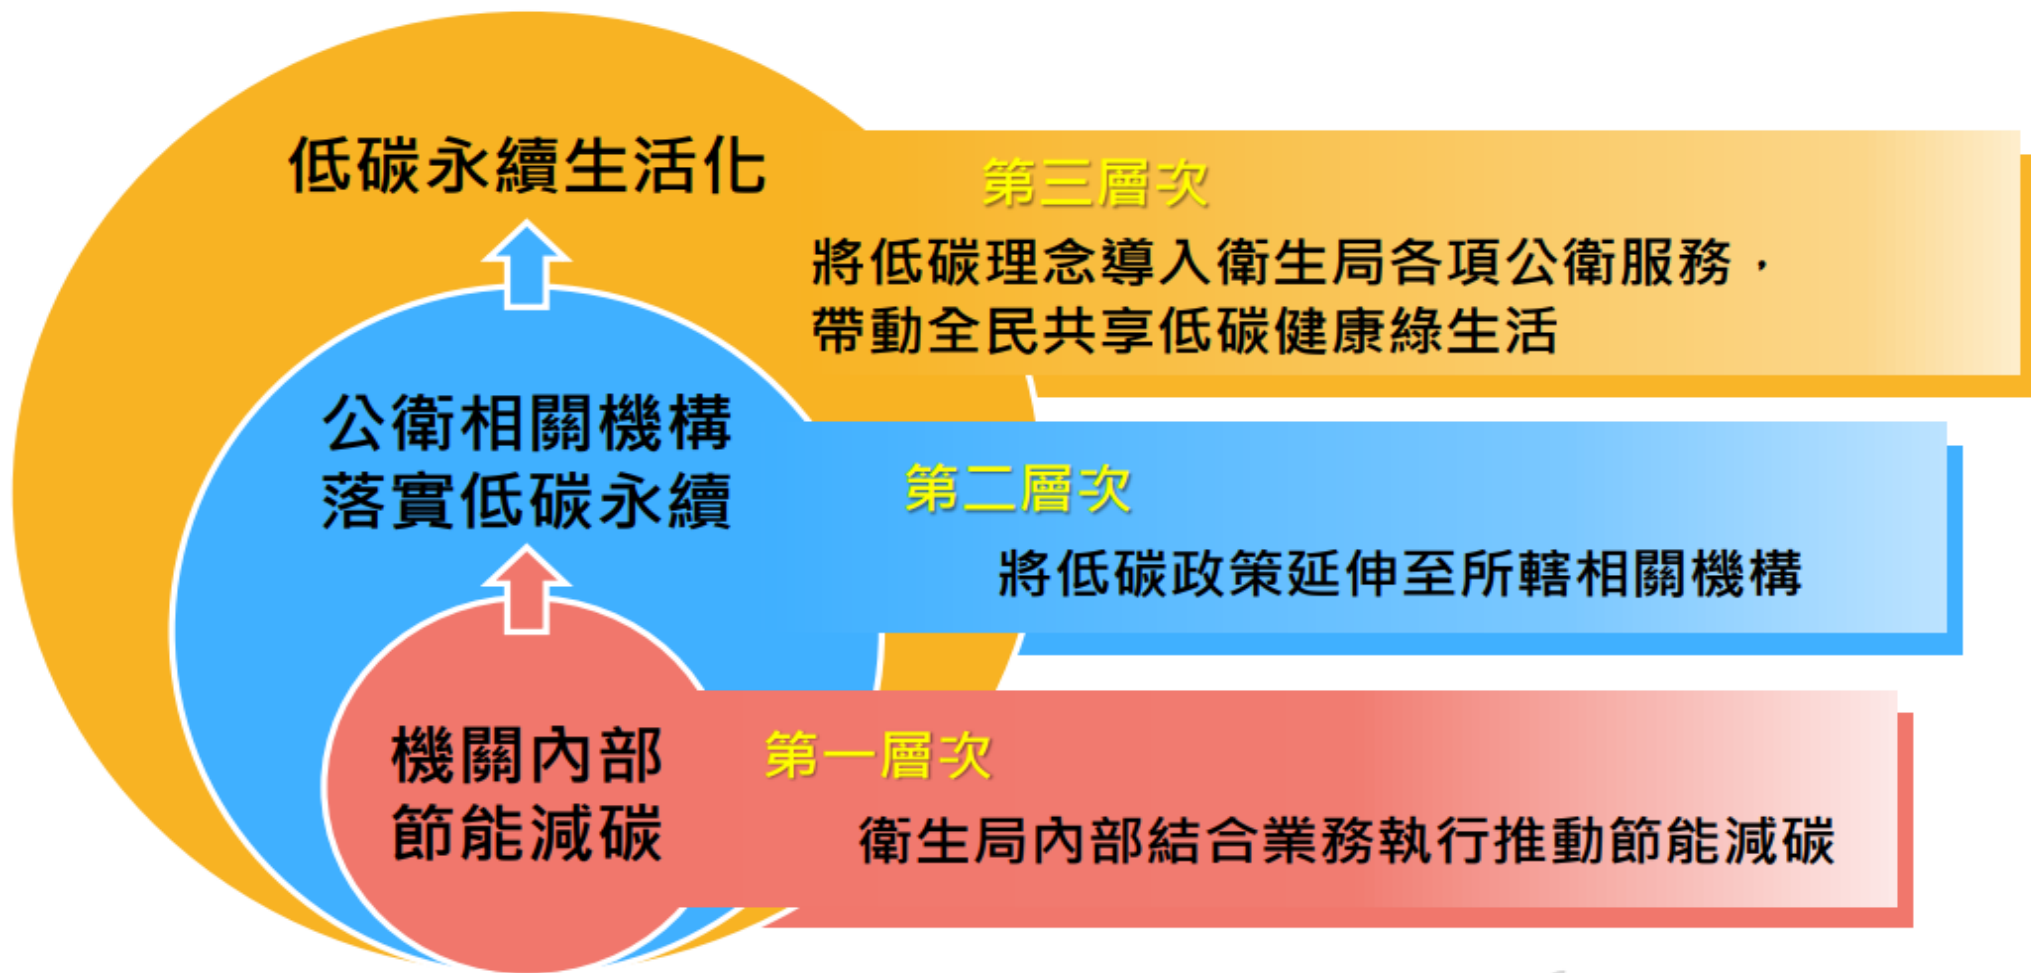 低碳永續生活化
第三層次
將低碳理念導入衛生局各項公衛服務，
帶動全民共享低碳健康綠生活
公衛相關機構
落實低碳永續
第二層次
將低碳政策延伸至所轄相關機構
機關內部
節能減碳
第一層次
衛生局內部結合業務執行推動節能減碳